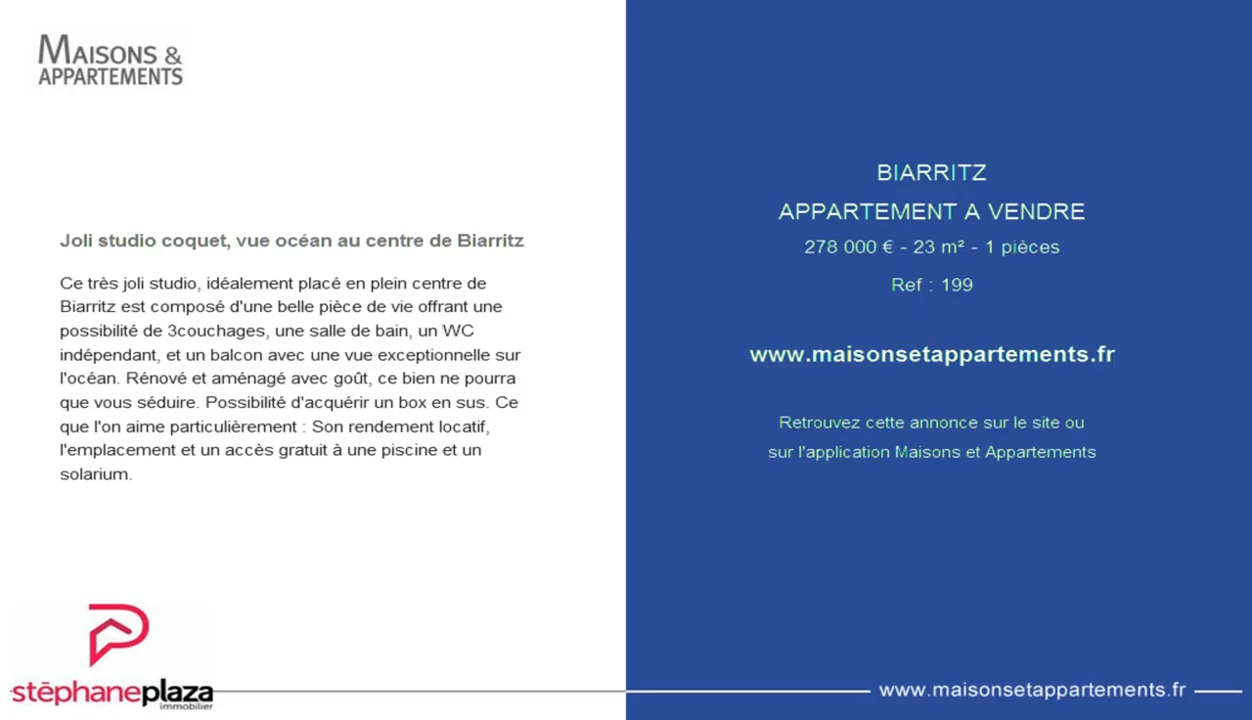 MAISONS &
APPARTEMENTS
Joli studio coquet, vue océan au centre de Biarritz
Ce très joli studio, idéalement placé en plein centre de
Biarritz est composé d'une belle pièce de vie offrant une
possibilité de 3couchages, une salle de bain, un WC
indépendant, et un balcon avec une vue exceptionnelle sur
l'océan. Rénové et aménagé avec goût, ce bien ne pourra
que vous séduire. Possibilité d'acquérir un box en sus. Ce
que l'on aime particulièrement : Son rendement locatif,
l'emplacement et un accès gratuit à une piscine et un
solarium.
stéphaneplaza
immobilier
BIARRITZ
APPARTEMENT A VENDRE
278 000 € - 23 m² - 1 pièces
Ref : 199
www.maisonsetappartements.fr
Retrouvez cette annonce sur le site ou
sur l'application Maisons et Appartements
www.maisonsetappartements.fr